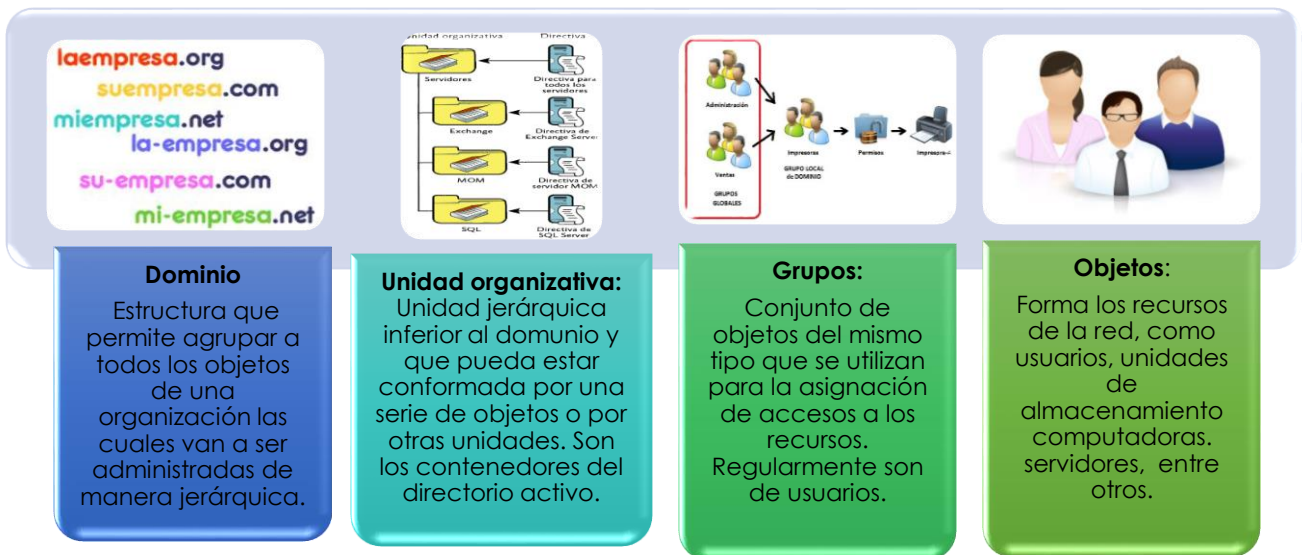 laempresa.org
suempresa.com
miempresa.net
la-empresa.org
su-empresa.com
mi-empresa.net
Unidad organizativa
Directiva
Servidores
Directiva para
todos los
servidores
Exchange
Directiva de
Exchange Server
MOM
Directiva de
servidor MOM
SQL
Directiva de
SQL Server
Administración
Ventas
GRUPOS
GLOBALES
Impresoras
GRUPO LOCAL
de DOMINIO
Permisos
Dominio
Estructura que
permite agrupar a
todos los objetos
de una
organización las
cuales van a ser
administradas de
manera jerárquica.
Unidad organizativa:
Unidad jerárquica
inferior al domunio y
que pueda estar
conformada por una
serie de objetos o por
otras unidades. Son
los contenedores del
directorio activo.
Grupos:
Conjunto de
objetos del mismo
tipo que se utilizan
para la asignación
de accesos a los
recursos.
Regularmente son
de usuarios.
Objetos:
Forma los recursos
de la red, como
usuarios, unidades
de
almacenamiento
computadoras.
servidores, entre
otros.